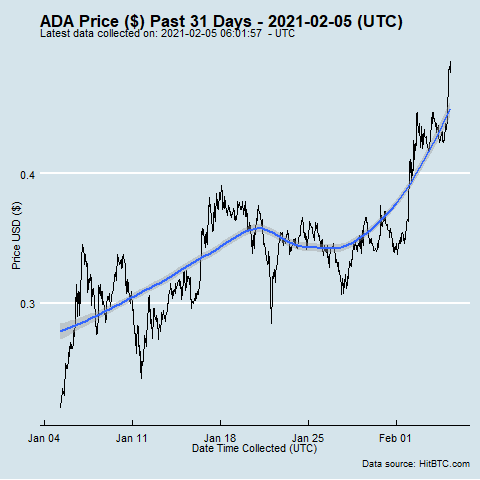 ADA Price ($) Past 31 Days - 2021-02-05 (UTC)
Latest data collected on: 2021-02-05 06:01:57 - UTC
Price USD ($)
0.4
0.3
Jan 04 Jan 11 Jan 18 Jan 25 Feb 01
Date Time Collected (UTC)
Data source: HitBTC.com